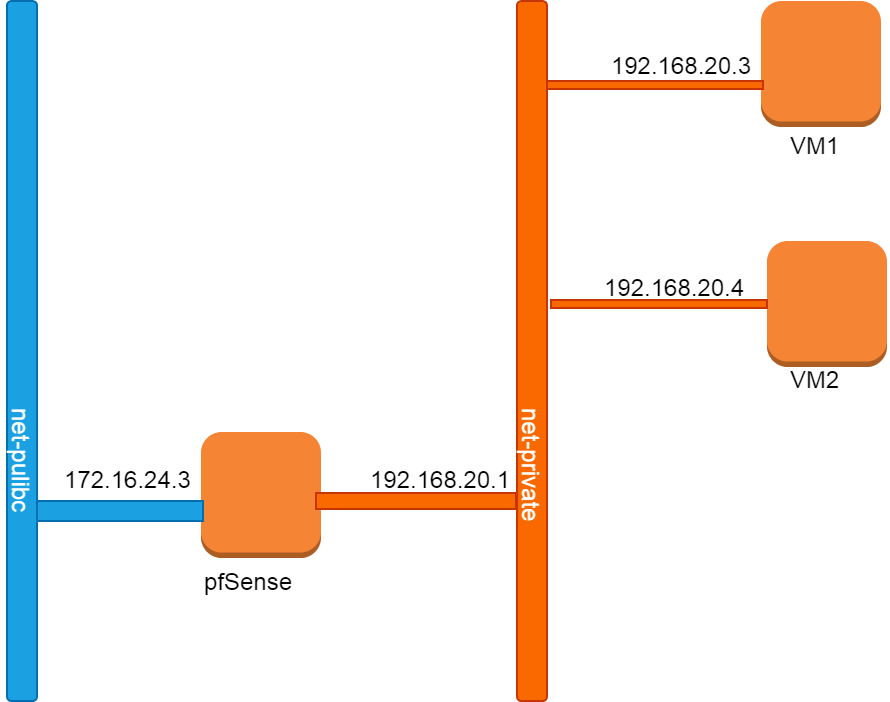 192.168.20.3
VM1
192.168.20.4
VM2
net-pulibc
172.16.24.3
pfSense
192.168.20.1
net-private